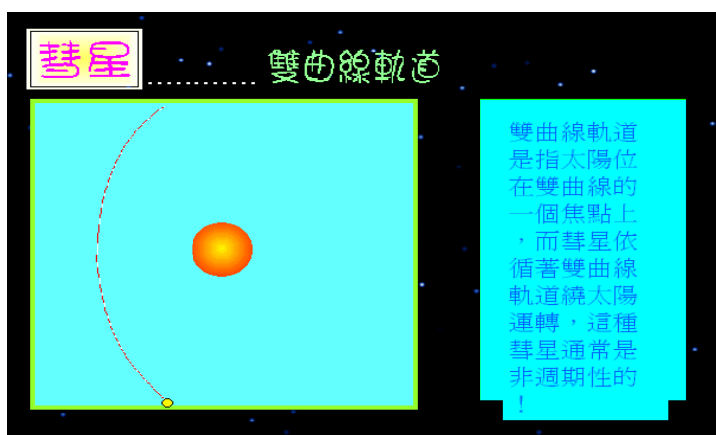 彗星............雙曲線軌道
雙曲線軌道
是指太陽位
在雙曲線的
一個焦點上
，而彗星依
循著雙曲線
軌道繞太陽
運轉，這種
彗星通常是
非週期性的
！